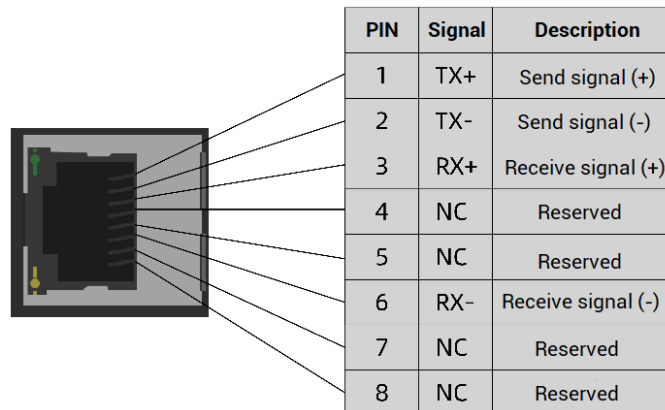 PIN Signal Description
1 TX+ Send signal (+)
2 TX- Send signal (-)
3 RX+ Receive signal (+)
4 NC Reserved
5 NC Reserved
6 RX- Receive signal (-)
7 NC Reserved
8 NC Reserved